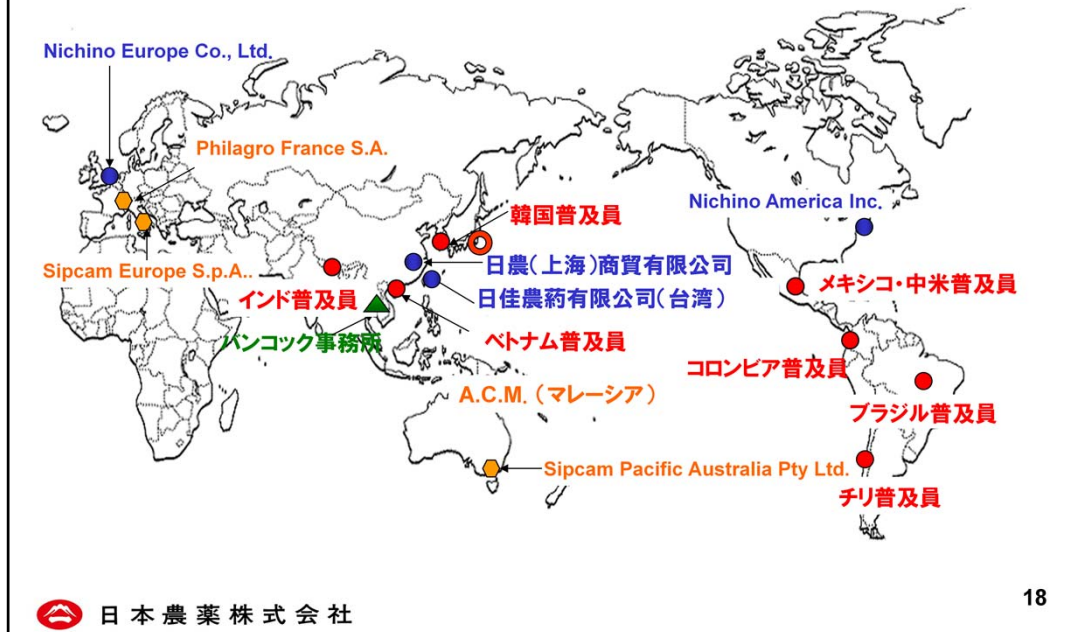 Nichino Europe Co., Ltd.
Philagro France S.A.
Nichino America Inc.
韓国普及員
Sipcam Europe S.p.A..
日農(上海)商貿有限公司
インド普及員
日佳農葯有限公司(台湾)
メキシコ・中米普及員
バンコック事務所
ベトナム普及員
コロンビア普及員
A.C.M. (マレーシア)
ブラジル普及員
Sipcam Pacific Australia Pty Ltd.
チリ普及員
日本農薬株式会社
18